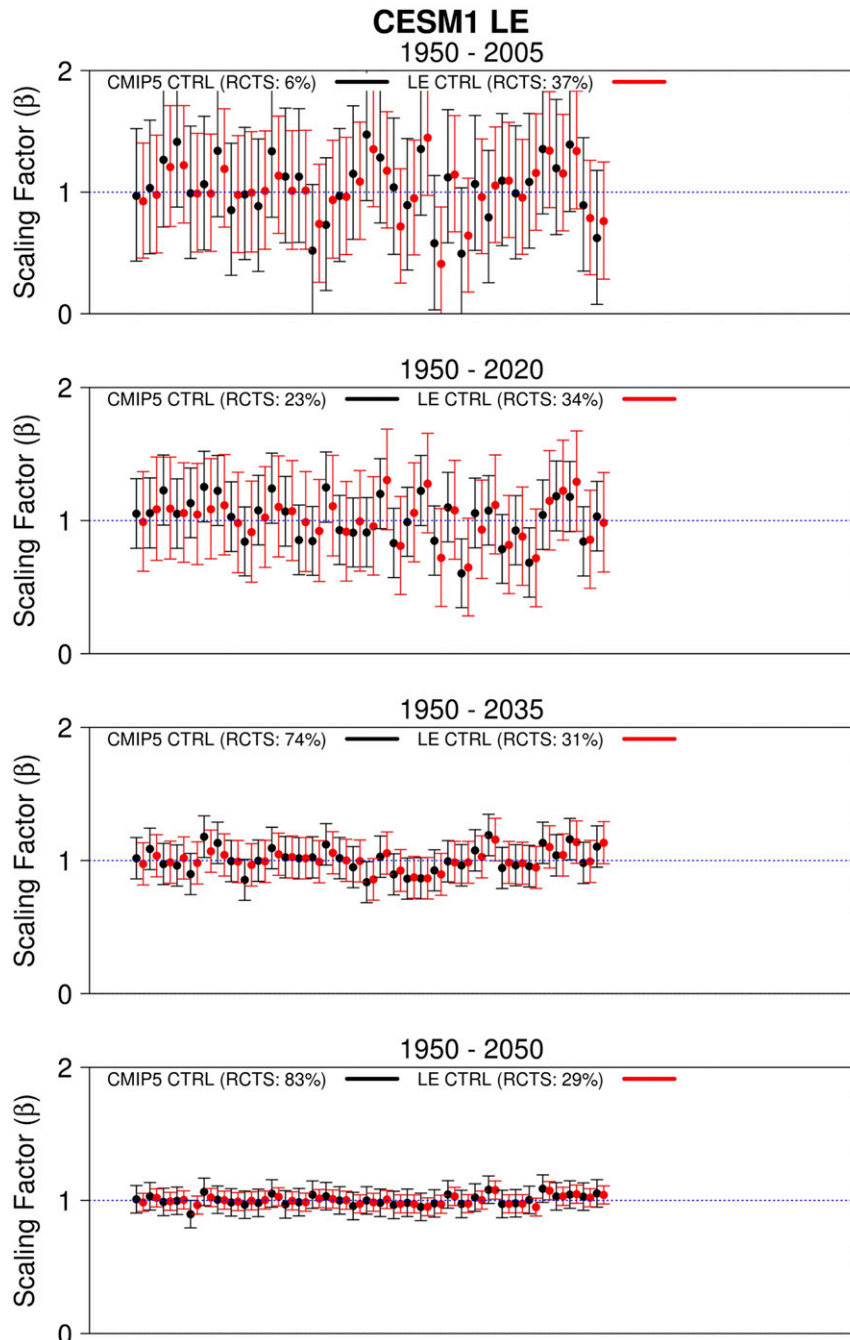 CESM1 LE
1950 - 2005
2
CMIP5 CTRL (RCTS: 6%) LE CTRL (RCTS: 37%)
Scaling Factor (β)
1
0
1950 - 2020
2
CMIP5 CTRL (RCTS: 23%) LE CTRL (RCTS: 34%)
Scaling Factor (β)
1
0
1950 - 2035
2
CMIP5 CTRL (RCTS: 74%) LE CTRL (RCTS: 31%)
Scaling Factor (β)
1
0
1950 - 2050
2
CMIP5 CTRL (RCTS: 83%) LE CTRL (RCTS: 29%)
Scaling Factor (β)
1
0